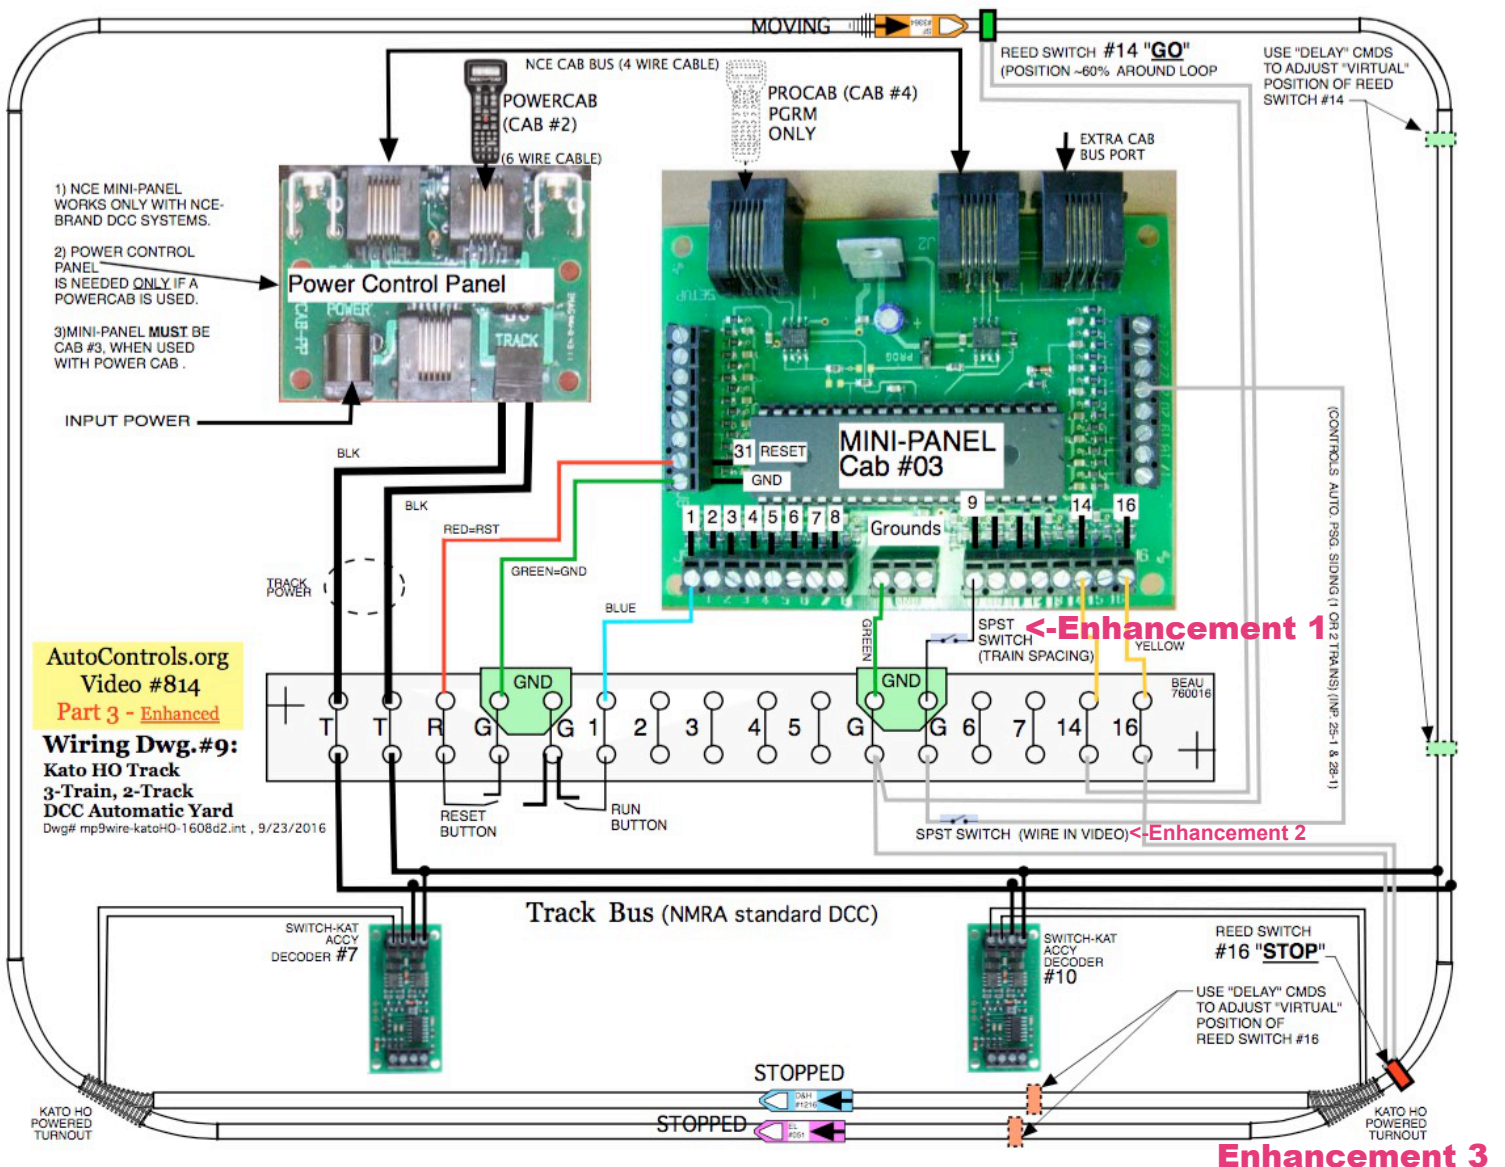 MOVING
SP
#3364
REED SWITCH #14 "GO"
(POSITION ~60% AROUND LOOP
USE "DELAY" CMDS
TO ADJUST "VIRTUAL"
POSITION OF REED
SWITCH #14
NCE CAB BUS (4 WIRE CABLE)
POWERCAB
(CAB #2)
(6 WIRE CABLE)
PROCAB (CAB #4)
PGRM
ONLY
EXTRA CAB
BUS PORT
1) NCE MINI-PANEL
WORKS ONLY WITH NCE-
BRAND DCC SYSTEMS.
2) POWER CONTROL
PANEL
IS NEEDED ONLY IF A
POWERCAB IS USED.
3)MINI-PANEL MUST BE
CAB #3, WHEN USED
WITH POWER CAB .
INPUT POWER
Power Control Panel
POWER
TRACK
J2
SETUP
PROG
MINI-PANEL
Cab #03
31 RESET
GND
1 2 3 4 5 6 7 8
Grounds
9
14
16
BLK
BLK
RED=RST
GREEN=GND
TRACK
POWER
BLUE
GREEN
SPST
SWITCH
(TRAIN SPACING)
<-Enhancement 1
YELLOW
(CONTROLS AUTO. PSG. SIDING (1 OR 2 TRAINS) (INP. 25-1 & 28-1)
AutoControls.org
Video #814
Part 3 - Enhanced
Wiring Dwg.#9:
Kato HO Track
3-Train, 2-Track
DCC Automatic Yard
Dwg# mp9wire-katoHO-1608d2.int , 9/23/2016
GND
GND
BEAU
760016
T T R G G 1 2 3 4 5 G G 6 7 14 16
RESET
BUTTON
RUN
BUTTON
SPST SWITCH (WIRE IN VIDEO)
<-Enhancement 2
Track Bus (NMRA standard DCC)
SWITCH-KAT
ACCY
DECODER #7
SWITCH-KAT
ACCY
DECODER
#10
REED SWITCH
#16 "STOP"
USE "DELAY" CMDS
TO ADJUST "VIRTUAL"
POSITION OF
REED SWITCH #16
STOPPED
D&H
#1216
STOPPED
EL
#051
KATO HO
POWERED
TURNOUT
KATO HO
POWERED
TURNOUT
Enhancement 3